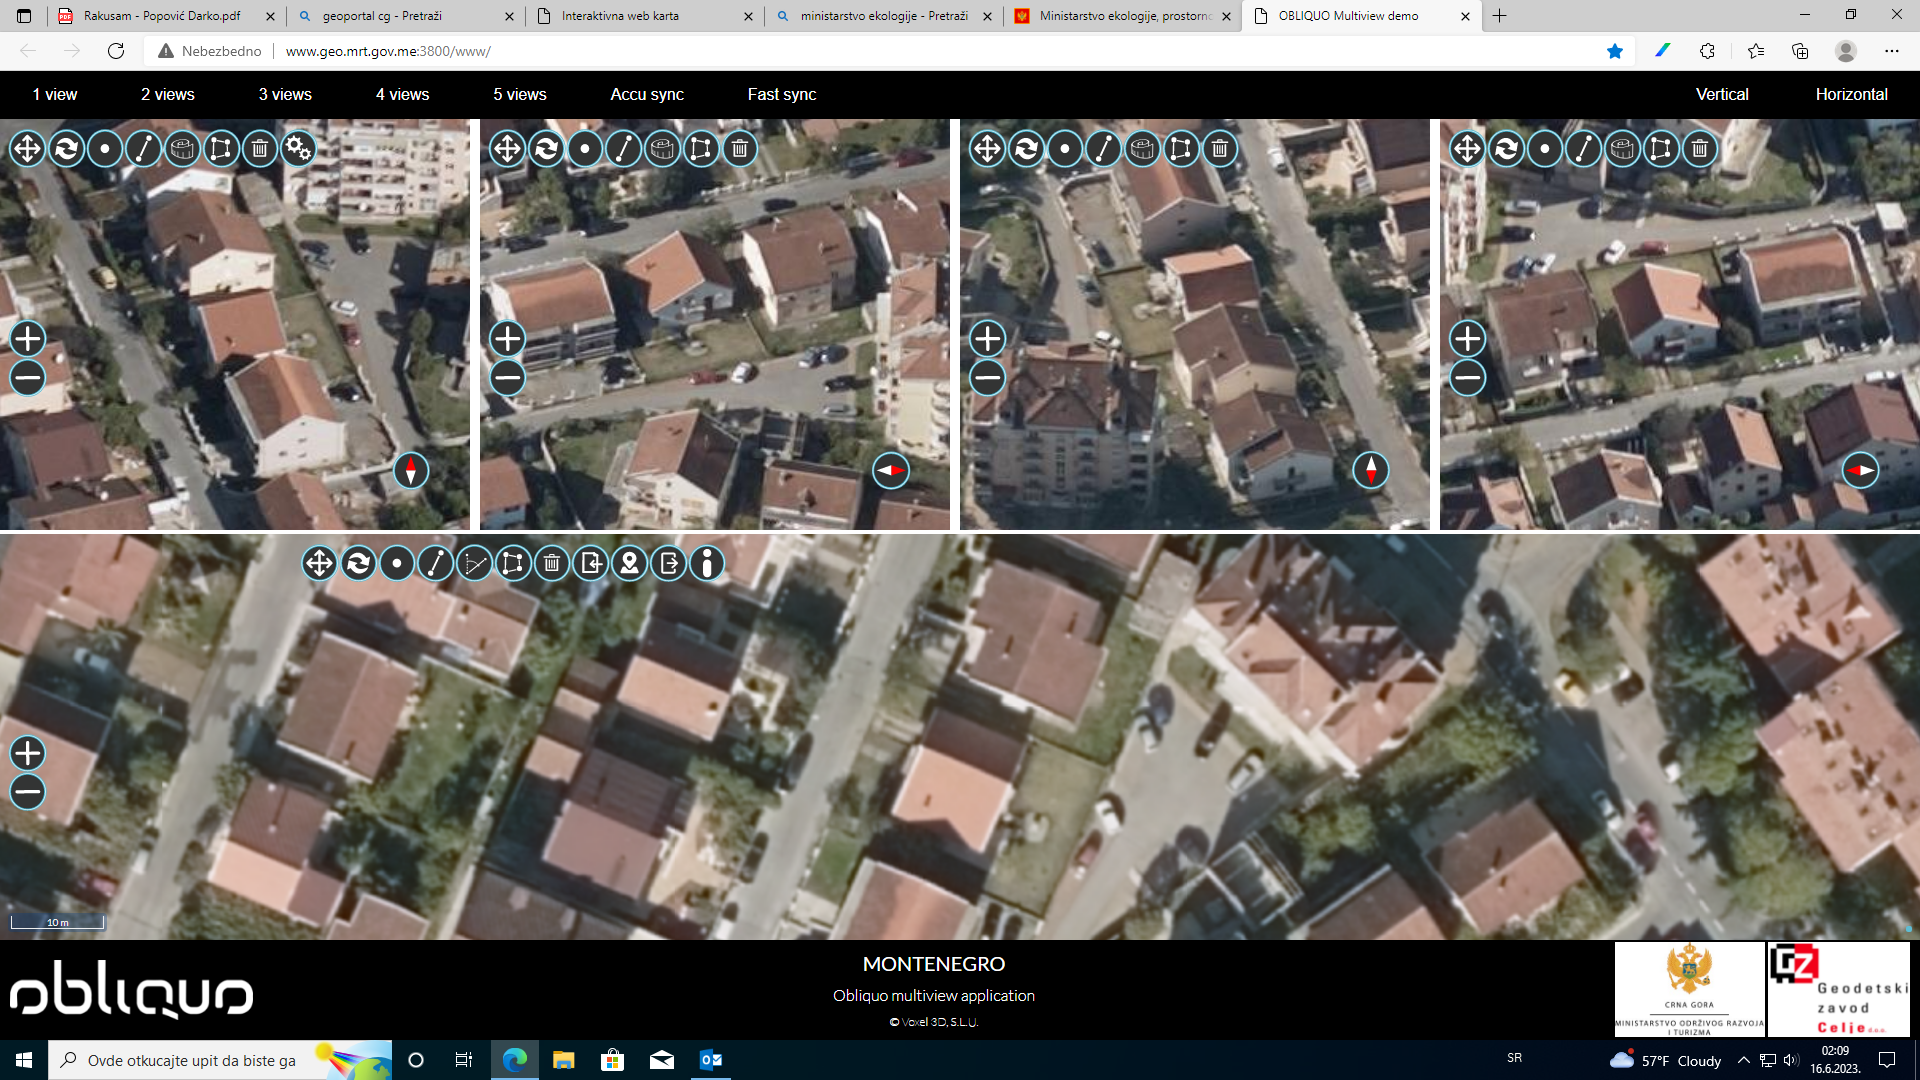 Rakusam - Popović Darko.pdf
geoportal cg - Pretraži
Interaktivna web karta
ministarstvo ekologije - Pretraži
Ministarstvo ekologije, prostorno
OBLIQUO Multiview demo
Nebezbedno
www.geo.mrt.gov.me:3800/www/
1 view
2 views
3 views
4 views
5 views
Accu sync
Fast sync
Vertical
Horizontal
10 m
obliquo
MONTENEGRO
Obliquo multiview application
© Voxel 3D, S.L.U.
CRNA GORA
MINISTARSTVO ODRŽIVOG RAZVOJA
I TURIZMA
GZ
Geodetski
zavod
Celje d.o.o.
Ovde otkucajte upit da biste ga
SR
57°F Cloudy
02:09
16.6.2023.